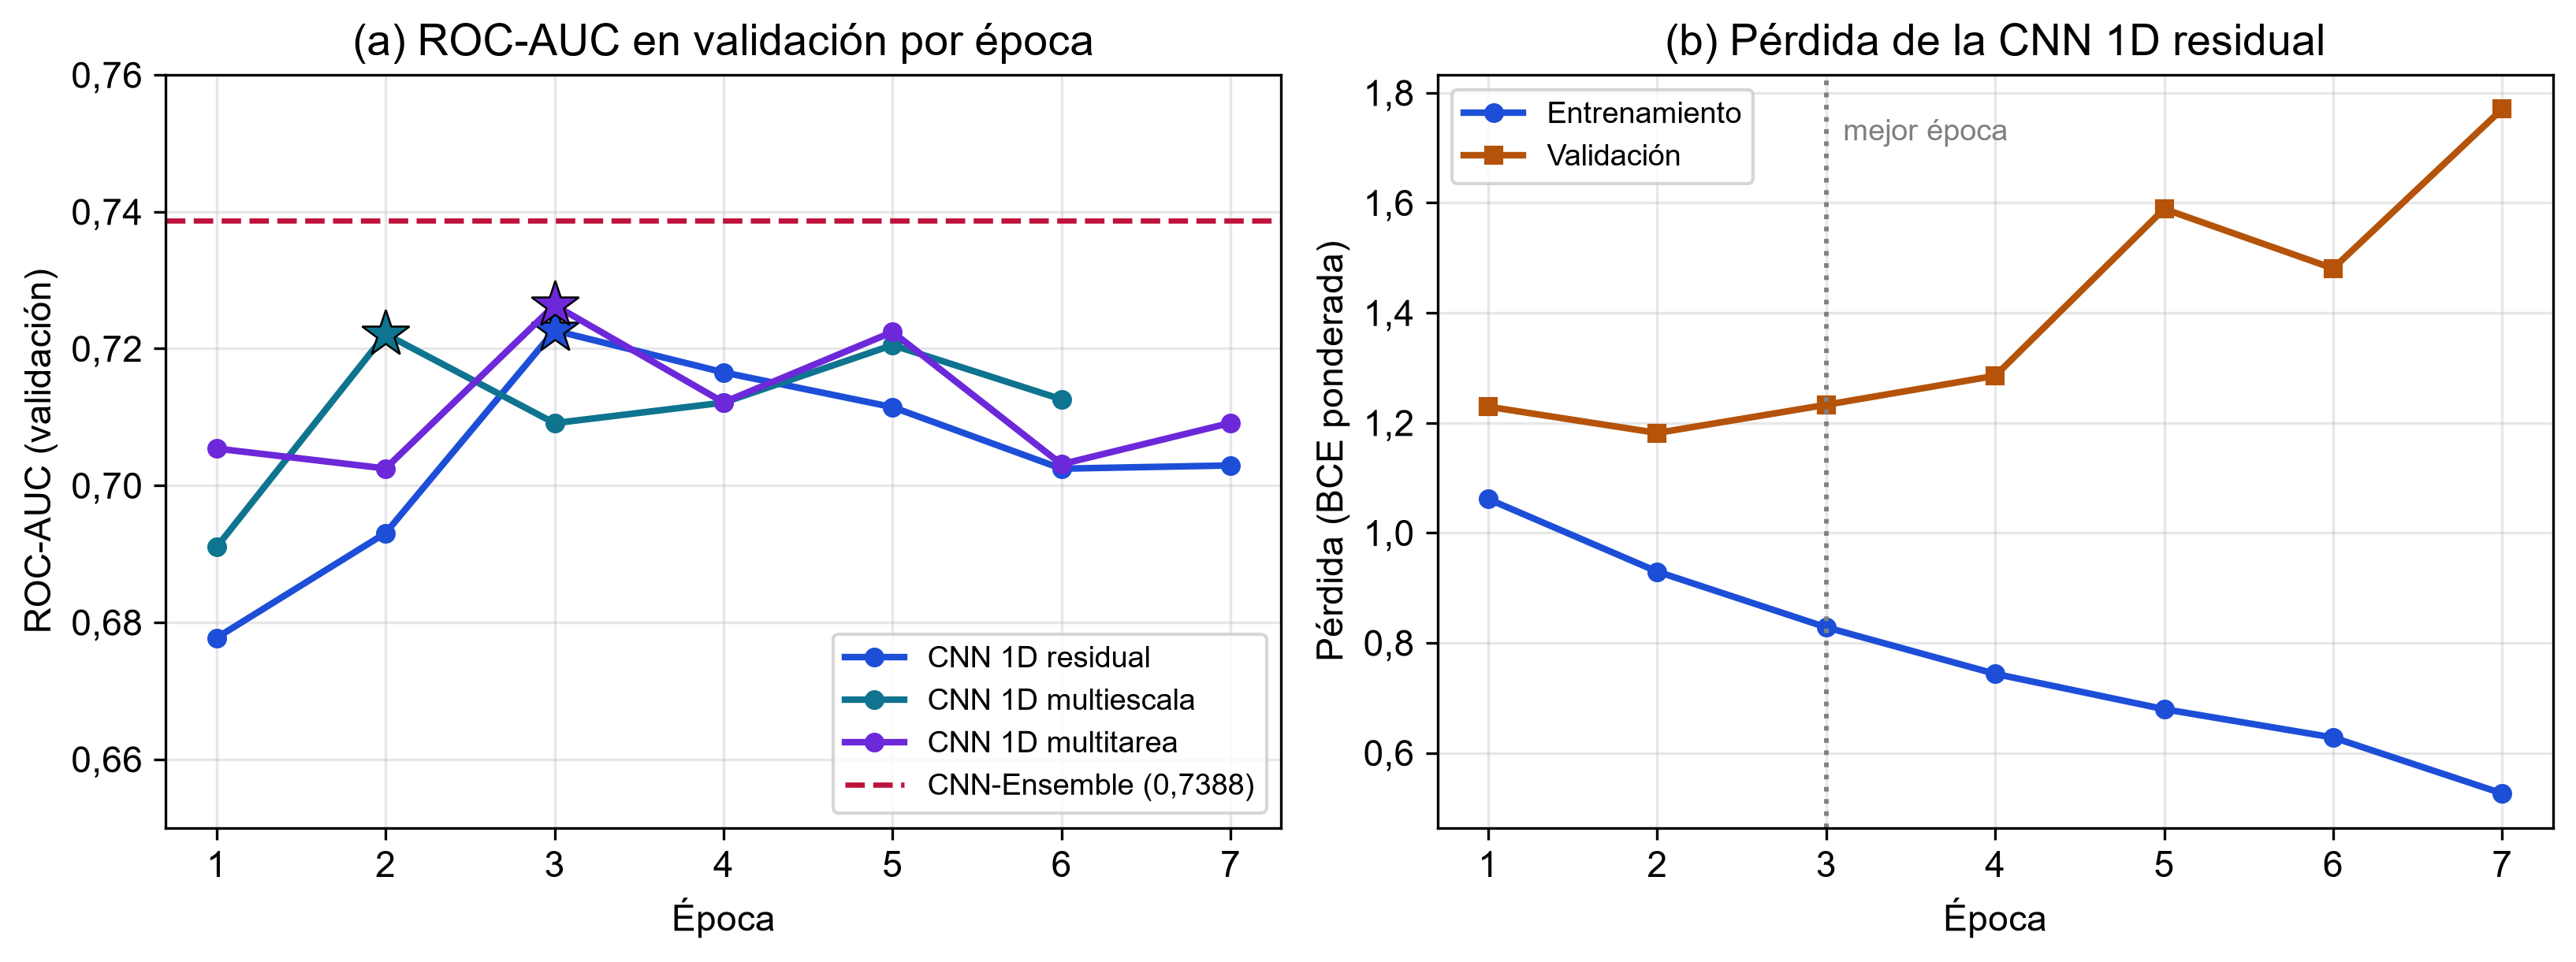 (a) ROC-AUC en validación por época
ROC-AUC (validación)
0,76
0,74
0,72
0,70
0,68
0,66
CNN 1D residual
CNN 1D multiescala
CNN 1D multitarea
CNN-Ensemble (0,7388)
1 2 3 4 5 6 7
Época
(b) Pérdida de la CNN 1D residual
Pérdida (BCE ponderada)
1,8
1,6
1,4
1,2
1,0
0,8
0,6
Entrenamiento
Validación
mejor época
1 2 3 4 5 6 7
Época